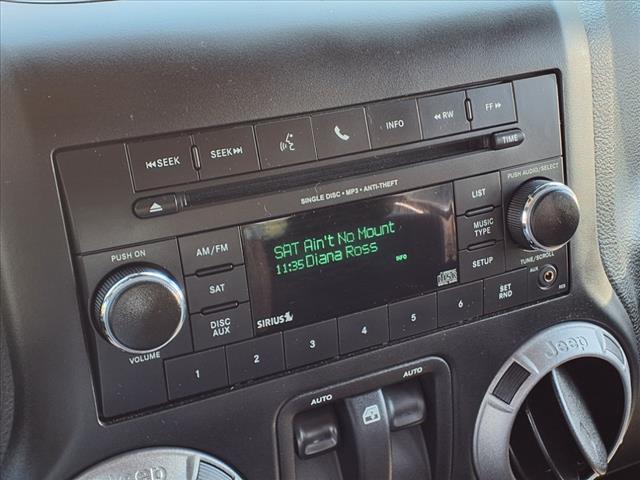 SEEK
SEEK
INFO
RW
FF
TIME
SINGLE DISC • MP3 • ANTI-THEFT
PUSH AUDIO/SELECT
PUSH ON
VOLUME
AM/FM
SAT
DISC
AUX
SAT Ain't No Mount
11:35 Diana Ross
INFO
SIRIUS
LIST
MUSIC
TYPE
SETUP
TUNE/SCROLL
AUX
SET
RND
1
2
3
4
5
6
AUTO
AUTO
Jeep
Jeep